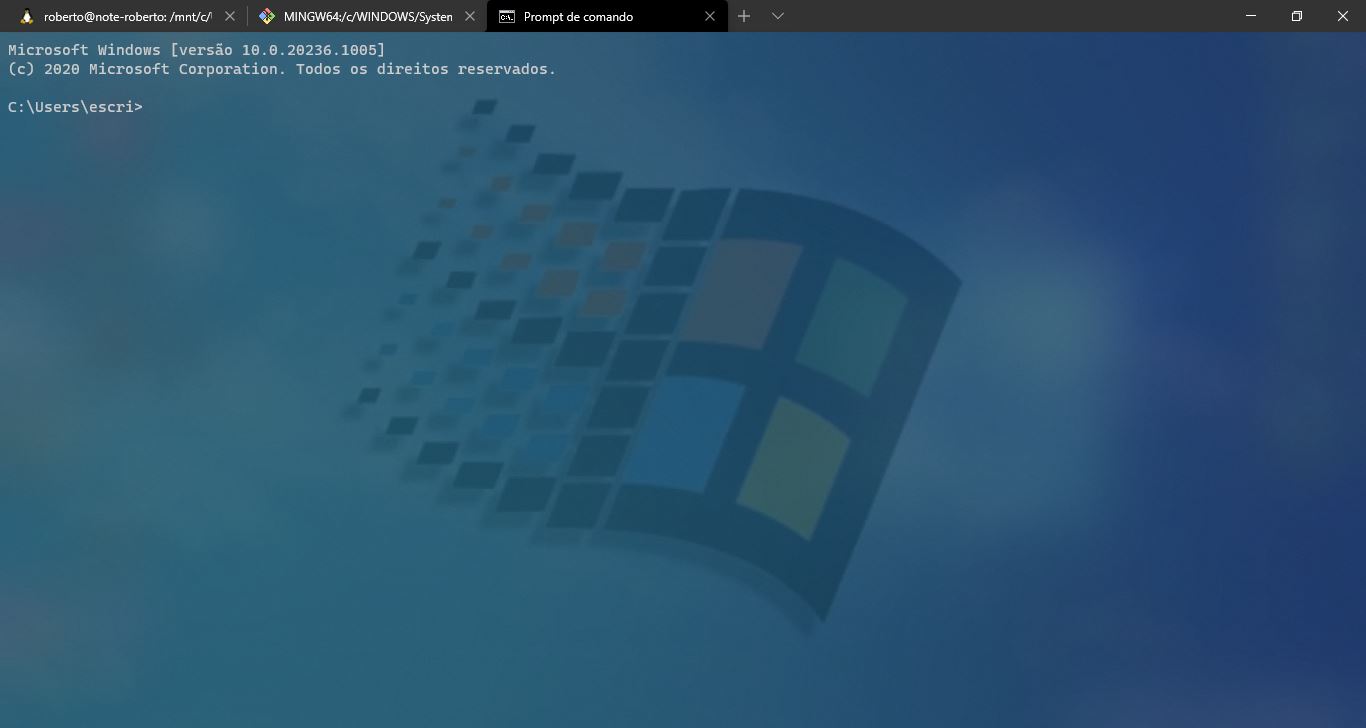 roberto@note-roberto: /mnt/c/
MINGW64:/c/WINDOWS/System
Prompt de comando
Microsoft Windows [versão 10.0.20236.1005]
(c) 2020 Microsoft Corporation. Todos os direitos reservados.
C:\Users\escri>